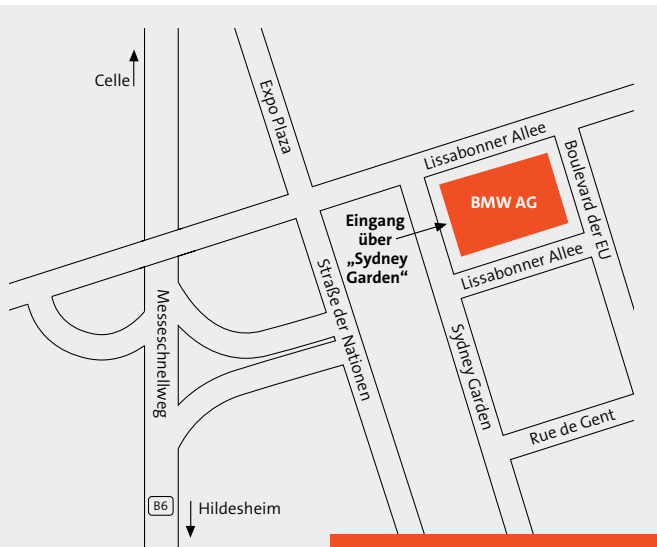 Celle
Expo Plaza
Lissabonner Allee
Boulevard der EU
BMW AG
Eingang
über
„Sydney
Garden“
Lissabonner Allee
Straße der Nationen
Messeschnellweg
Sydney Garden
Rue de Gent
B6
Hildesheim